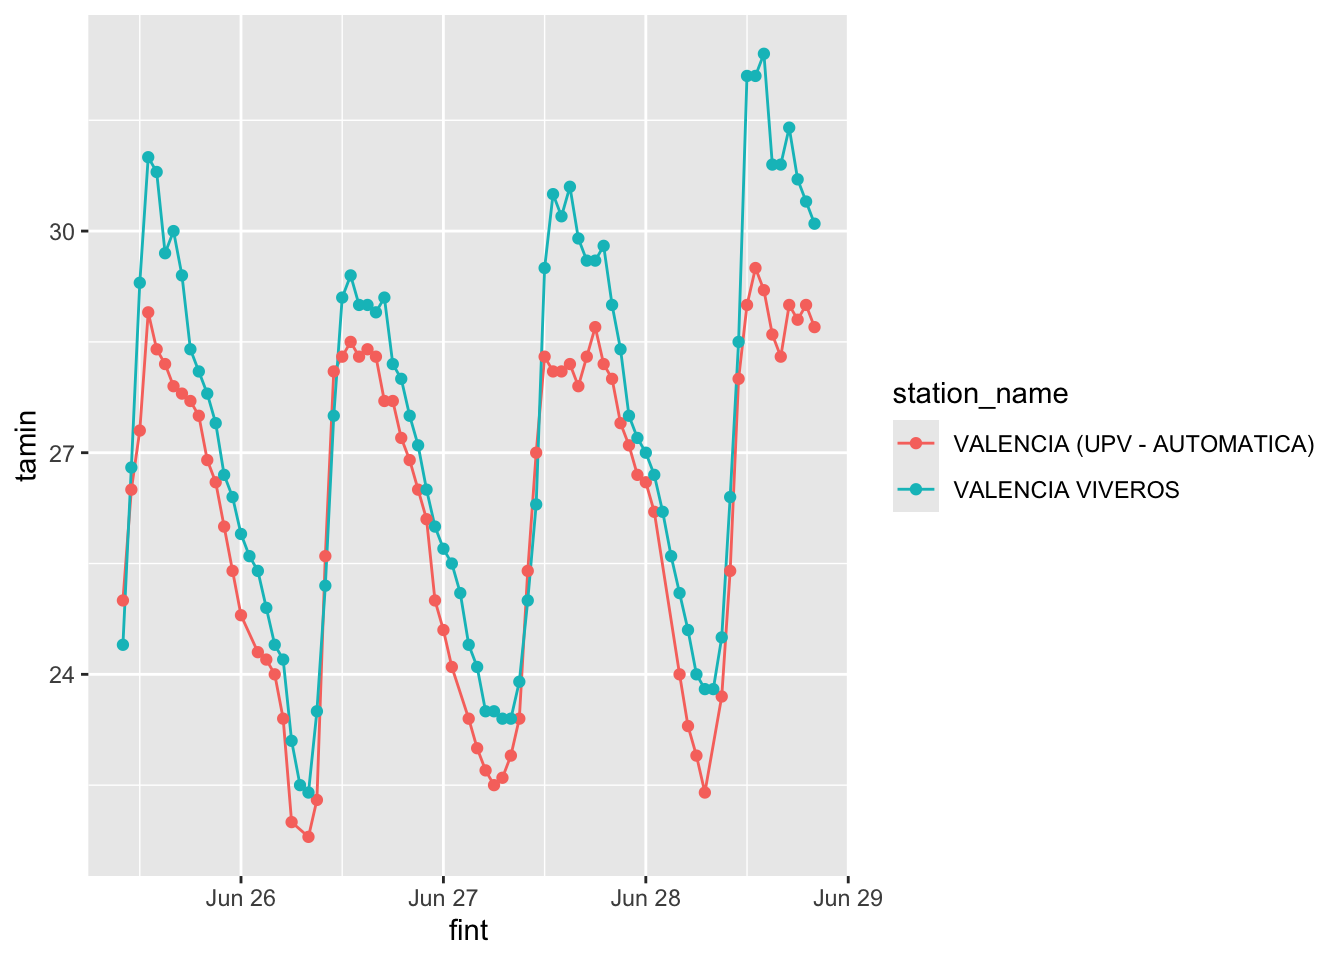 30
27
24
tamin
Jun 26
Jun 27
Jun 28
Jun 29
fint
station_name
VALENCIA (UPV - AUTOMATICA)
VALENCIA VIVEROS